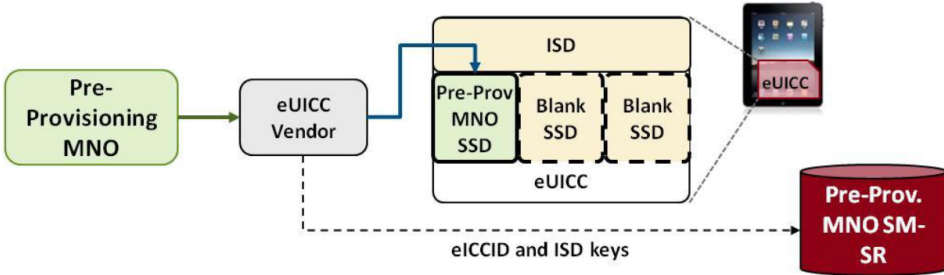 Pre-
Provisioning
MNO
eUICC
Vendor
ISD
Pre-Prov
MNO
SSD
Blank
SSD
Blank
SSD
eUICC
eUICC
eICCID and ISD keys
Pre-Prov.
MNO SM-
SR